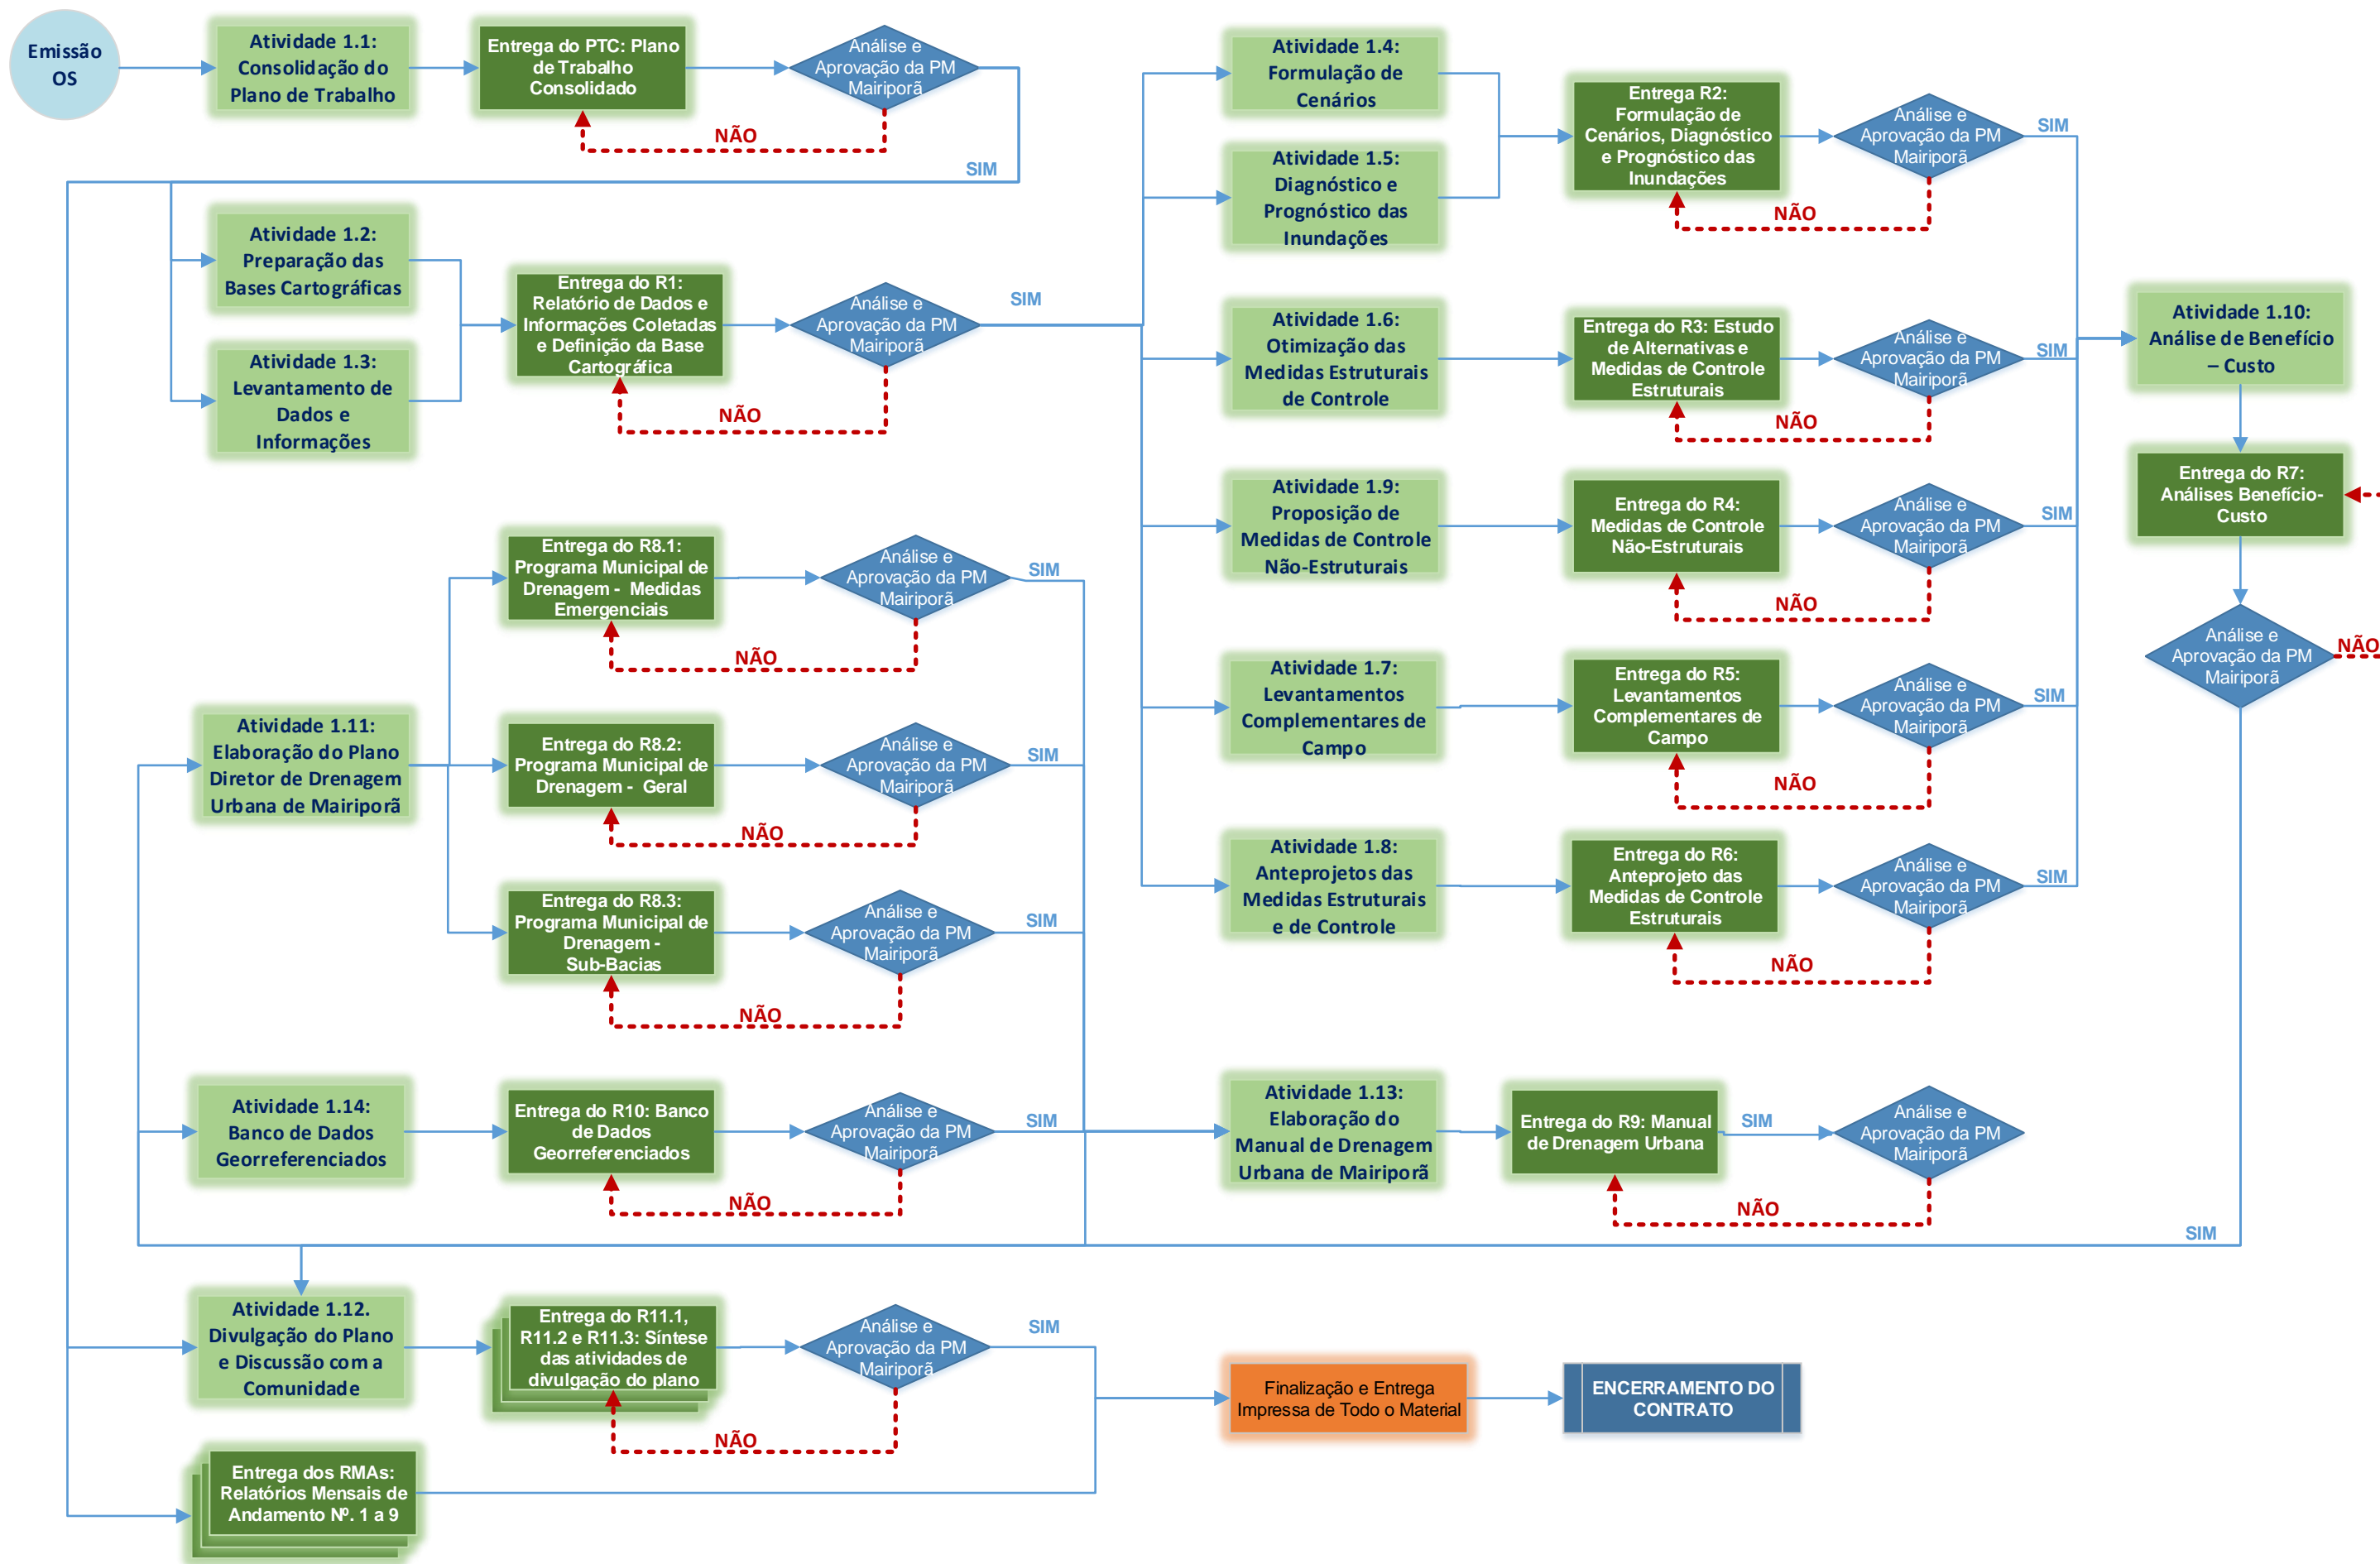 Emissão
OS
Atividade 1.1:
Consolidação do
Plano de Trabalho
Entrega do PTC: Plano
de Trabalho
Consolidado
Análise e
Aprovação da PM
Mairiporã
NÃO
SIM
Atividade 1.2:
Preparação das
Bases Cartográficas
Atividade 1.3:
Levantamento de
Dados e
Informações
Entrega do R1:
Relatório de Dados e
Informações Coletadas
e Definição da Base
Cartográfica
Análise e
Aprovação da PM
Mairiporã
SIM
NÃO
Atividade 1.4:
Formulação de
Cenários
Atividade 1.5:
Diagnóstico e
Prognóstico das
Inundações
Entrega R2:
Formulação de
Cenários, Diagnóstico
e Prognóstico das
Inundações
Análise e
Aprovação da PM
Mairiporã
SIM
NÃO
Atividade 1.6:
Otimização das
Medidas Estruturais
de Controle
Entrega do R3: Estudo
de Alternativas e
Medidas de Controle
Estruturais
Análise e
Aprovação da PM
Mairiporã
SIM
NÃO
Atividade 1.9:
Proposição de
Medidas de Controle
Não-Estruturais
Entrega do R4:
Medidas de Controle
Não-Estruturais
Análise e
Aprovação da PM
Mairiporã
SIM
NÃO
Atividade 1.7:
Levantamentos
Complementares de
Campo
Entrega do R5:
Levantamentos
Complementares de
Campo
Análise e
Aprovação da PM
Mairiporã
SIM
NÃO
Atividade 1.8:
Anteprojetos das
Medidas Estruturais
e de Controle
Entrega do R6:
Anteprojeto das
Medidas de Controle
Estruturais
Análise e
Aprovação da PM
Mairiporã
SIM
NÃO
Atividade 1.10:
Análise de Benefício
– Custo
Entrega do R7:
Análises Benefício-
Custo
Análise e
Aprovação da PM
Mairiporã
NÃO
SIM
Atividade 1.11:
Elaboração do Plano
Diretor de Drenagem
Urbana de Mairiporã
Entrega do R8.1:
Programa Municipal de
Drenagem - Medidas
Emergenciais
Análise e
Aprovação da PM
Mairiporã
SIM
NÃO
Entrega do R8.2:
Programa Municipal de
Drenagem - Geral
Análise e
Aprovação da PM
Mairiporã
SIM
NÃO
Entrega do R8.3:
Programa Municipal de
Drenagem -
Sub-Bacias
Análise e
Aprovação da PM
Mairiporã
SIM
NÃO
Atividade 1.14:
Banco de Dados
Georreferenciados
Entrega do R10: Banco
de Dados
Georreferenciados
Análise e
Aprovação da PM
Mairiporã
SIM
NÃO
Atividade 1.13:
Elaboração do
Manual de Drenagem
Urbana de Mairiporã
Entrega do R9: Manual
de Drenagem Urbana
SIM
Análise e
Aprovação da PM
Mairiporã
NÃO
Atividade 1.12.
Divulgação do Plano
e Discussão com a
Comunidade
Entrega do R11.1,
R11.2 e R11.3: Síntese
das atividades de
divulgação do plano
Análise e
Aprovação da PM
Mairiporã
SIM
NÃO
Entrega dos RMAs:
Relatórios Mensais de
Andamento Nº. 1 a 9
Finalização e Entrega
Impressa de Todo o Material
ENCERRAMENTO DO
CONTRATO